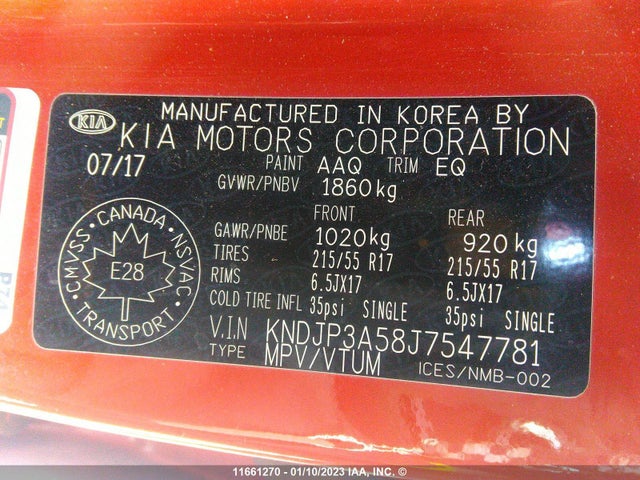 MANUFACTURED IN KOREA BY
KIA KIA MOTORS CORPORATION
07/17 PAINT AAQ TRIM EQ
GVWR/PNBV 1860kg
FRONT REAR
GAWR/PNBE 1020kg 920kg
TIRES 215/55 R17 215/55 R17
RIMS 6.5JX17 6.5JX17
COLD TIRE INFL 35psi SINGLE 35psi SINGLE
V.I.N KNDJP3A58J7547781
TYPE MPV/VTUM ICES/NMB-002
CANADA
CMVSS NSVAC
E28
TRANSPORT
11661270 - 01/10/2023 IAA, INC. ©